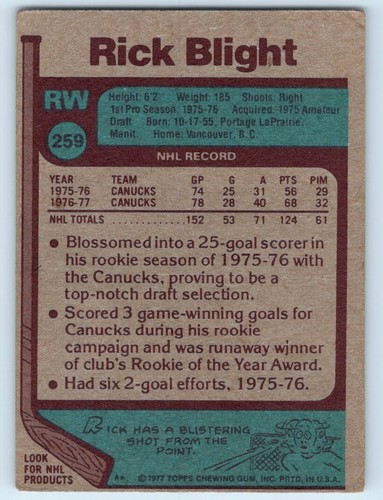 Rick Blight
RW
259
Height: 6'2" Weight: 185 Shoots: Right
1st Pro Season: 1975-76 Acquired: 1975 Amateur
Draft Born: 10-17-55, Portage LaPrairie,
Manit. Home: Vancouver, B.C.
NHL RECORD
YEAR TEAM GP G A PTS PIM
1975-76 CANUCKS 74 25 31 56 29
1976-77 CANUCKS 78 28 40 68 32
NHL TOTALS 152 53 71 124 61
• Blossomed into a 25-goal scorer in
his rookie season of 1975-76 with
the Canucks, proving to be a
top-notch draft selection.
• Scored 3 game-winning goals for
Canucks during his rookie
campaign and was runaway winner
of club's Rookie of the Year Award.
• Had six 2-goal efforts, 1975-76.
RICK HAS A BLISTERING
SHOT FROM THE
POINT.
LOOK
FOR NHL
PRODUCTS
A* © 1977 TOPPS CHEWING GUM, INC. PRTD. IN U.S.A.